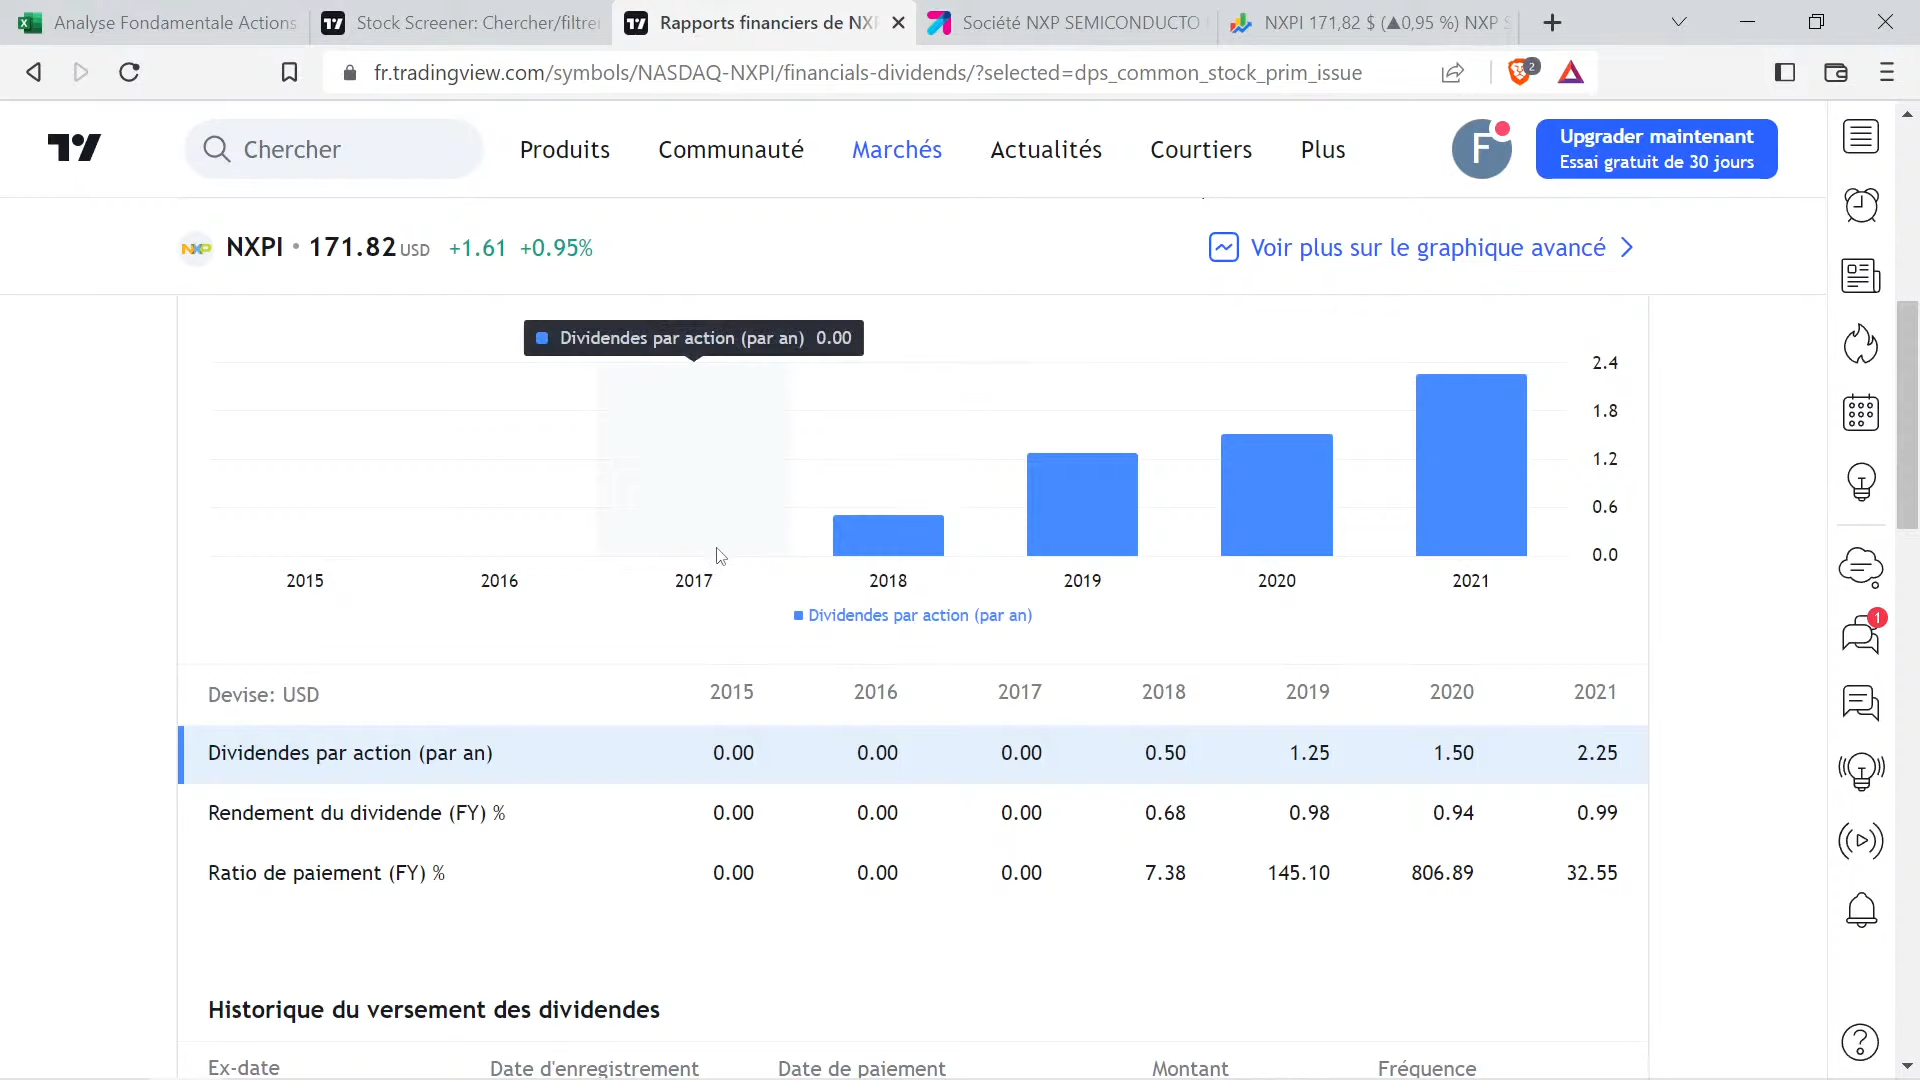 Analyse Fondamentale Actions
Stock Screener: Chercher/filtrer
Rapports financiers de NXP
Société NXP SEMICONDUCTO
NXPI 171,82 $ (▲0,95 %) NXP S
fr.tradingview.com/symbols/NASDAQ-NXPI/financials-dividends/?selected=dps_common_stock_prim_issue
2
Chercher
Produits
Communauté
Marchés
Actualités
Courtiers
Plus
F
Upgrader maintenant
Essai gratuit de 30 jours
NXP
NXPI • 171.82 USD +1.61 +0.95%
Voir plus sur le graphique avancé
Dividendes par action (par an) 0.00
2.4
1.8
1.2
0.6
0.0
2015 2016 2017 2018 2019 2020 2021
Dividendes par action (par an)
1
Devise: USD 2015 2016 2017 2018 2019 2020 2021
Dividendes par action (par an) 0.00 0.00 0.00 0.50 1.25 1.50 2.25
Rendement du dividende (FY) % 0.00 0.00 0.00 0.68 0.98 0.94 0.99
Ratio de paiement (FY) % 0.00 0.00 0.00 7.38 145.10 806.89 32.55
Historique du versement des dividendes
Ex-date Date d'enregistrement Date de paiement Montant Fréquence